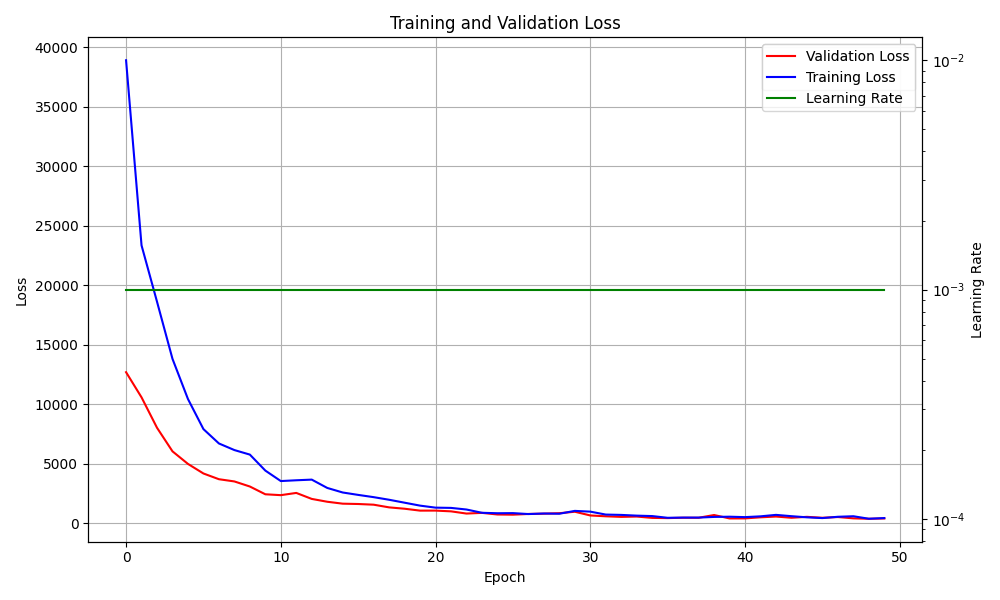 Training and Validation Loss
40000
35000
30000
25000
20000
15000
10000
5000
0
Loss
0
10
20
30
40
50
Epoch
10⁻²
10⁻³
10⁻⁴
Learning Rate
Validation Loss
Training Loss
Learning Rate